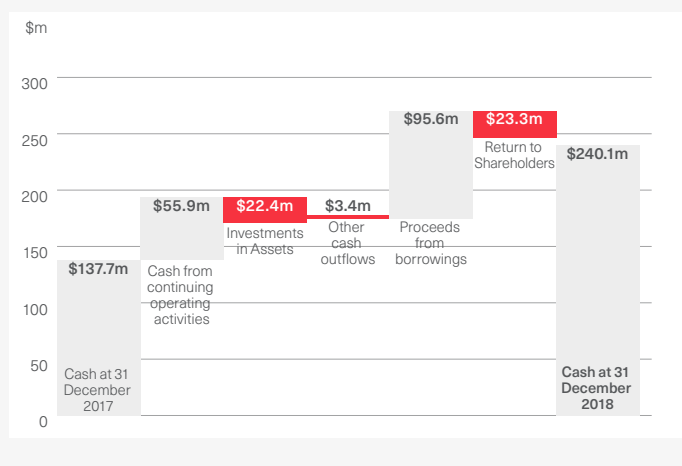 $m
300
250
200
150
100
50
0
$137.7m
Cash at 31
December
2017
$55.9m
Cash from
continuing
operating
activities
$22.4m
Investments
in Assets
$3.4m
Other
cash
outflows
$95.6m
Proceeds
from
borrowings
$23.3m
Return to
Shareholders
$240.1m
Cash at 31
December
2018